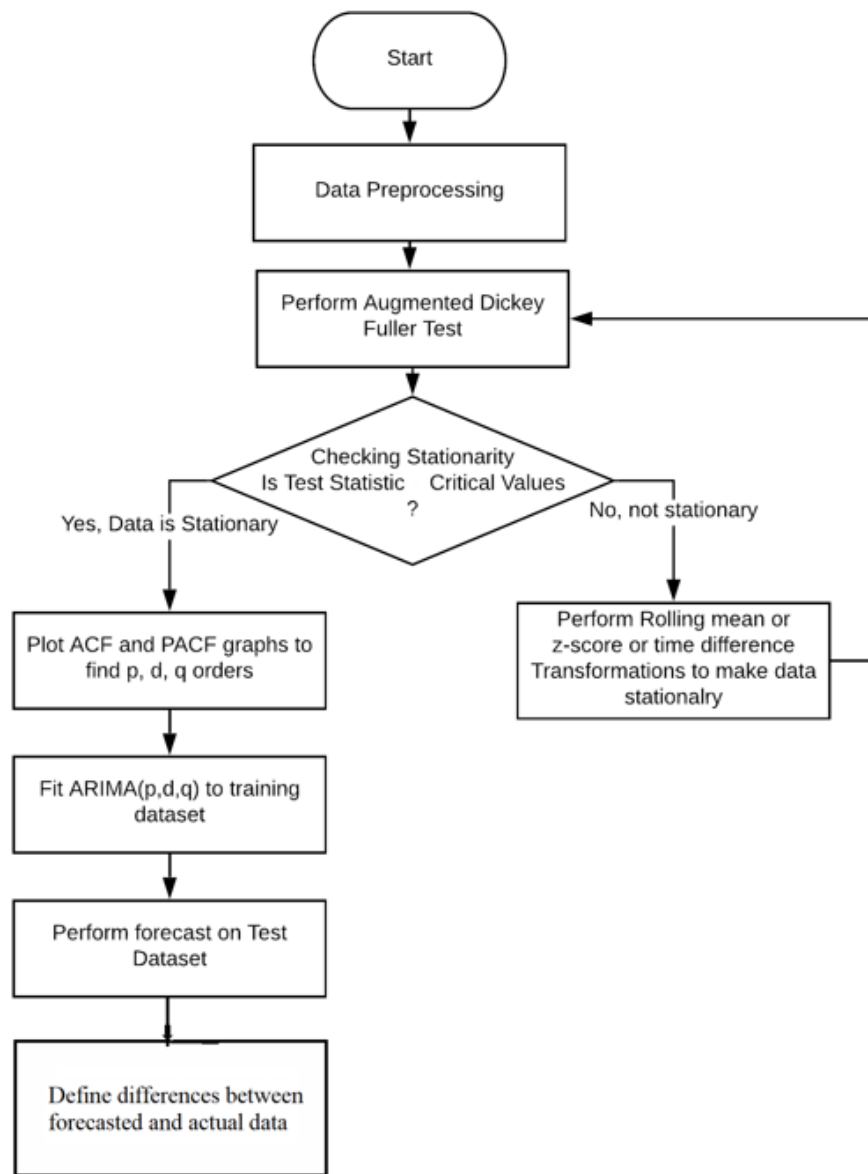 Start
Data Preprocessing
Perform Augmented Dickey
Fuller Test
Checking Stationarity
Is Test Statistic Critical Values
?
Yes, Data is Stationary
No, not stationary
Plot ACF and PACF graphs to
find p, d, q orders
Perform Rolling mean or
z-score or time difference
Transformations to make data
stationalry
Fit ARIMA(p,d,q) to training
dataset
Perform forecast on Test
Dataset
Define differences between
forecasted and actual data